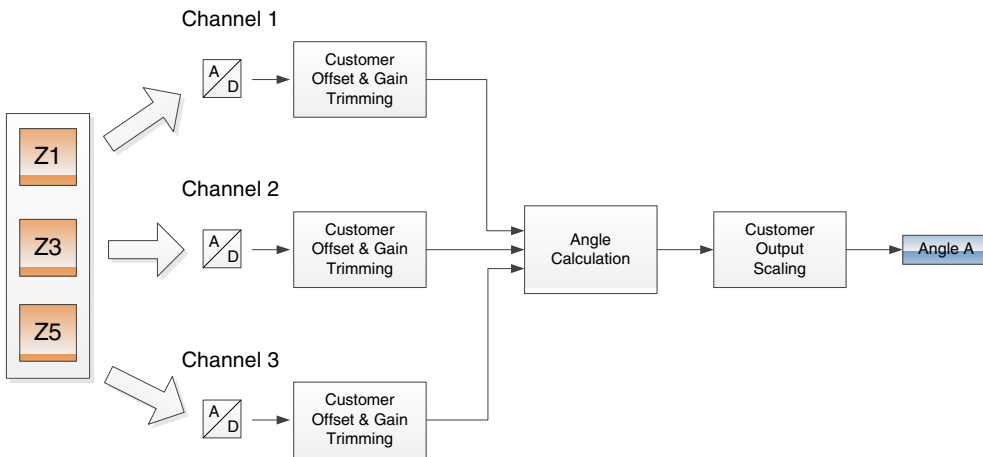 Channel 1
A
D
Customer
Offset & Gain
Trimming
Z1
Channel 2
Z3
A
D
Customer
Offset & Gain
Trimming
Angle
Calculation
Customer
Output
Scaling
Angle A
Z5
Channel 3
A
D
Customer
Offset & Gain
Trimming